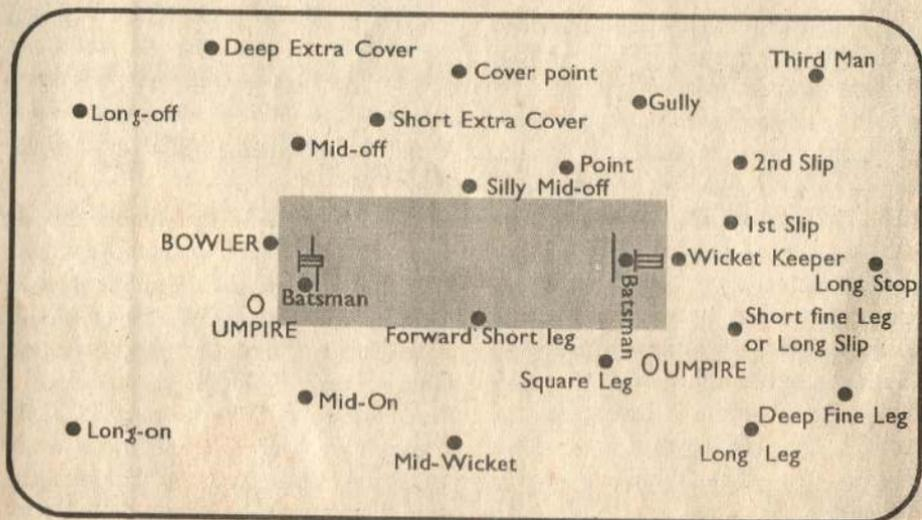 Deep Extra Cover
Cover point
Third Man
Long-off
Short Extra Cover
Gully
Mid-off
Point
2nd Slip
Silly Mid-off
1st Slip
BOWLER
Wicket Keeper
Batsman
Batsman
Long Stop
UMPIRE
Forward Short leg
Short fine Leg
or Long Slip
Square Leg
UMPIRE
Mid-On
Deep Fine Leg
Long-on
Mid-Wicket
Long Leg